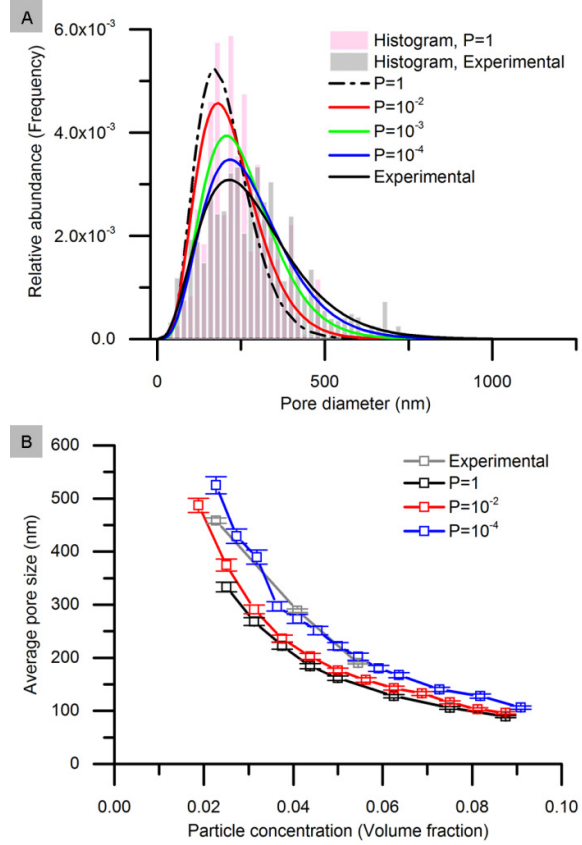 A
Relative abundance (Frequency)
6.0x10⁻³
4.0x10⁻³
2.0x10⁻³
0.0
0
500
1000
Pore diameter (nm)
Histogram, P=1
Histogram, Experimental
P=1
P=10⁻²
P=10⁻³
P=10⁻⁴
Experimental
B
Average pore size (nm)
600
500
400
300
200
100
0
0.00
0.02
0.04
0.06
0.08
0.10
Particle concentration (Volume fraction)
Experimental
P=1
P=10⁻²
P=10⁻⁴